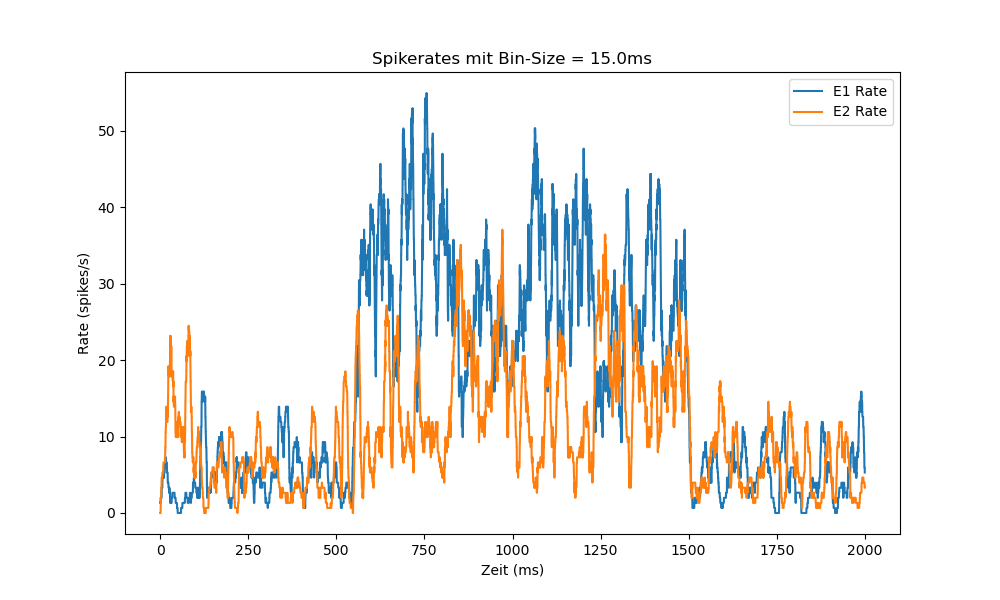 Spikerates mit Bin-Size = 15.0ms
E1 Rate
E2 Rate
Rate (spikes/s)
50
40
30
20
10
0
0 250 500 750 1000 1250 1500 1750 2000
Zeit (ms)